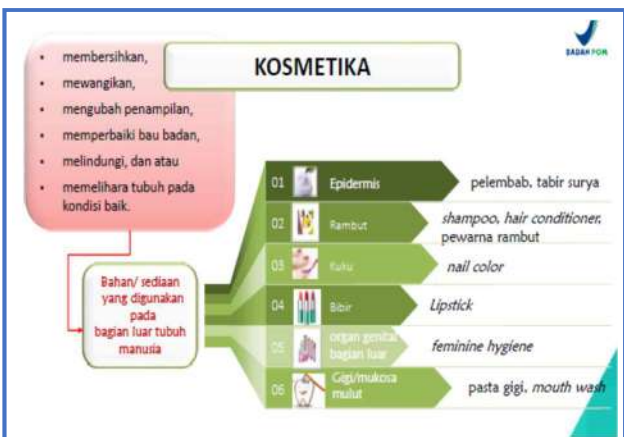 BADAN POM
KOSMETIKA
• membersihkan,
• mewangikan,
• mengubah penampilan,
• memperbaiki bau badan,
• melindungi, dan atau
• memelihara tubuh pada
kondisi baik.
Bahan/ sediaan
yang digunakan
pada
bagian luar tubuh
manusia
01 Epidermis
pelembab, tabir surya
02 Rambut
shampoo, hair conditioner,
pewarna rambut
03 Kuku
nail color
04 Bibir
Lipstick
05 organ genital
bagian luar
feminine hygiene
06 Gigi/mukosa
mulut
pasta gigi, mouth wash